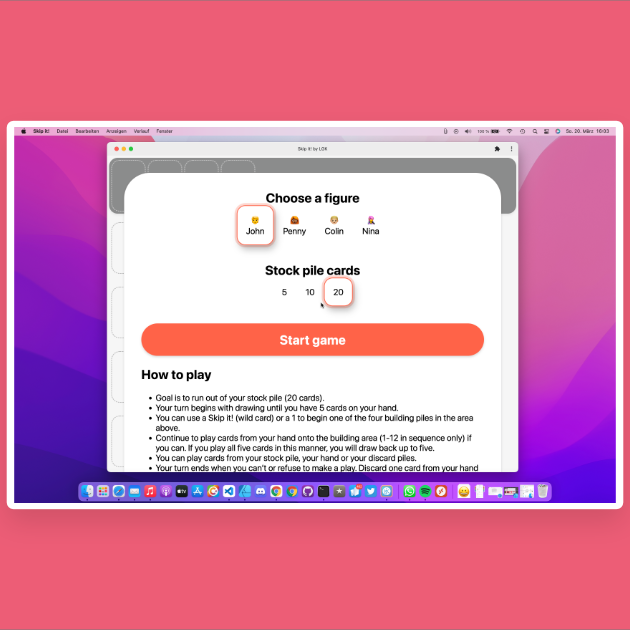 Skip It! Datei Bearbeiten Anzeigen Verlauf Fenster 100 % So. 20. März 16:03
Skip It! by LGX
Choose a figure
John Penny Colin Nina
Stock pile cards
5 10 20
Start game
How to play
• Goal is to run out of your stock pile (20 cards).
• Your turn begins with drawing until you have 5 cards on your hand.
• You can use a Skip it! (wild card) or a 1 to begin one of the four building piles in the area
above.
• Continue to play cards from your hand onto the building area (1-12 in sequence only) if
you can. If you play all five cards in this manner, you will draw back up to five.
• You can play cards from your stock pile, your hand or your discard piles.
• Your turn ends when you can't or refuse to make a play. Discard one card from your hand